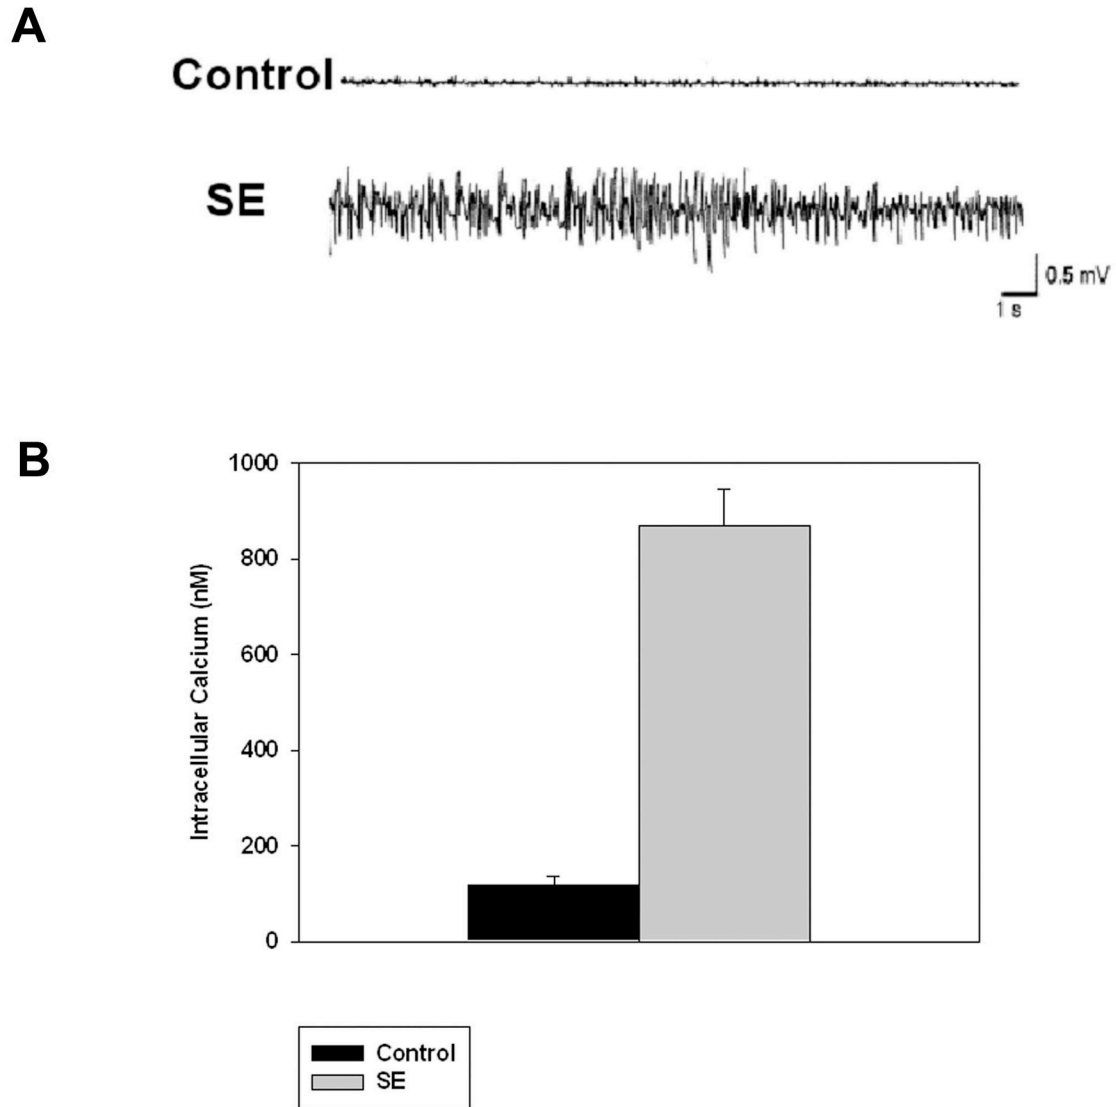 A
Control
SE
0.5 mV
1 s
B
1000
800
600
400
200
0
Intracellular Calcium (nM)
Control
SE